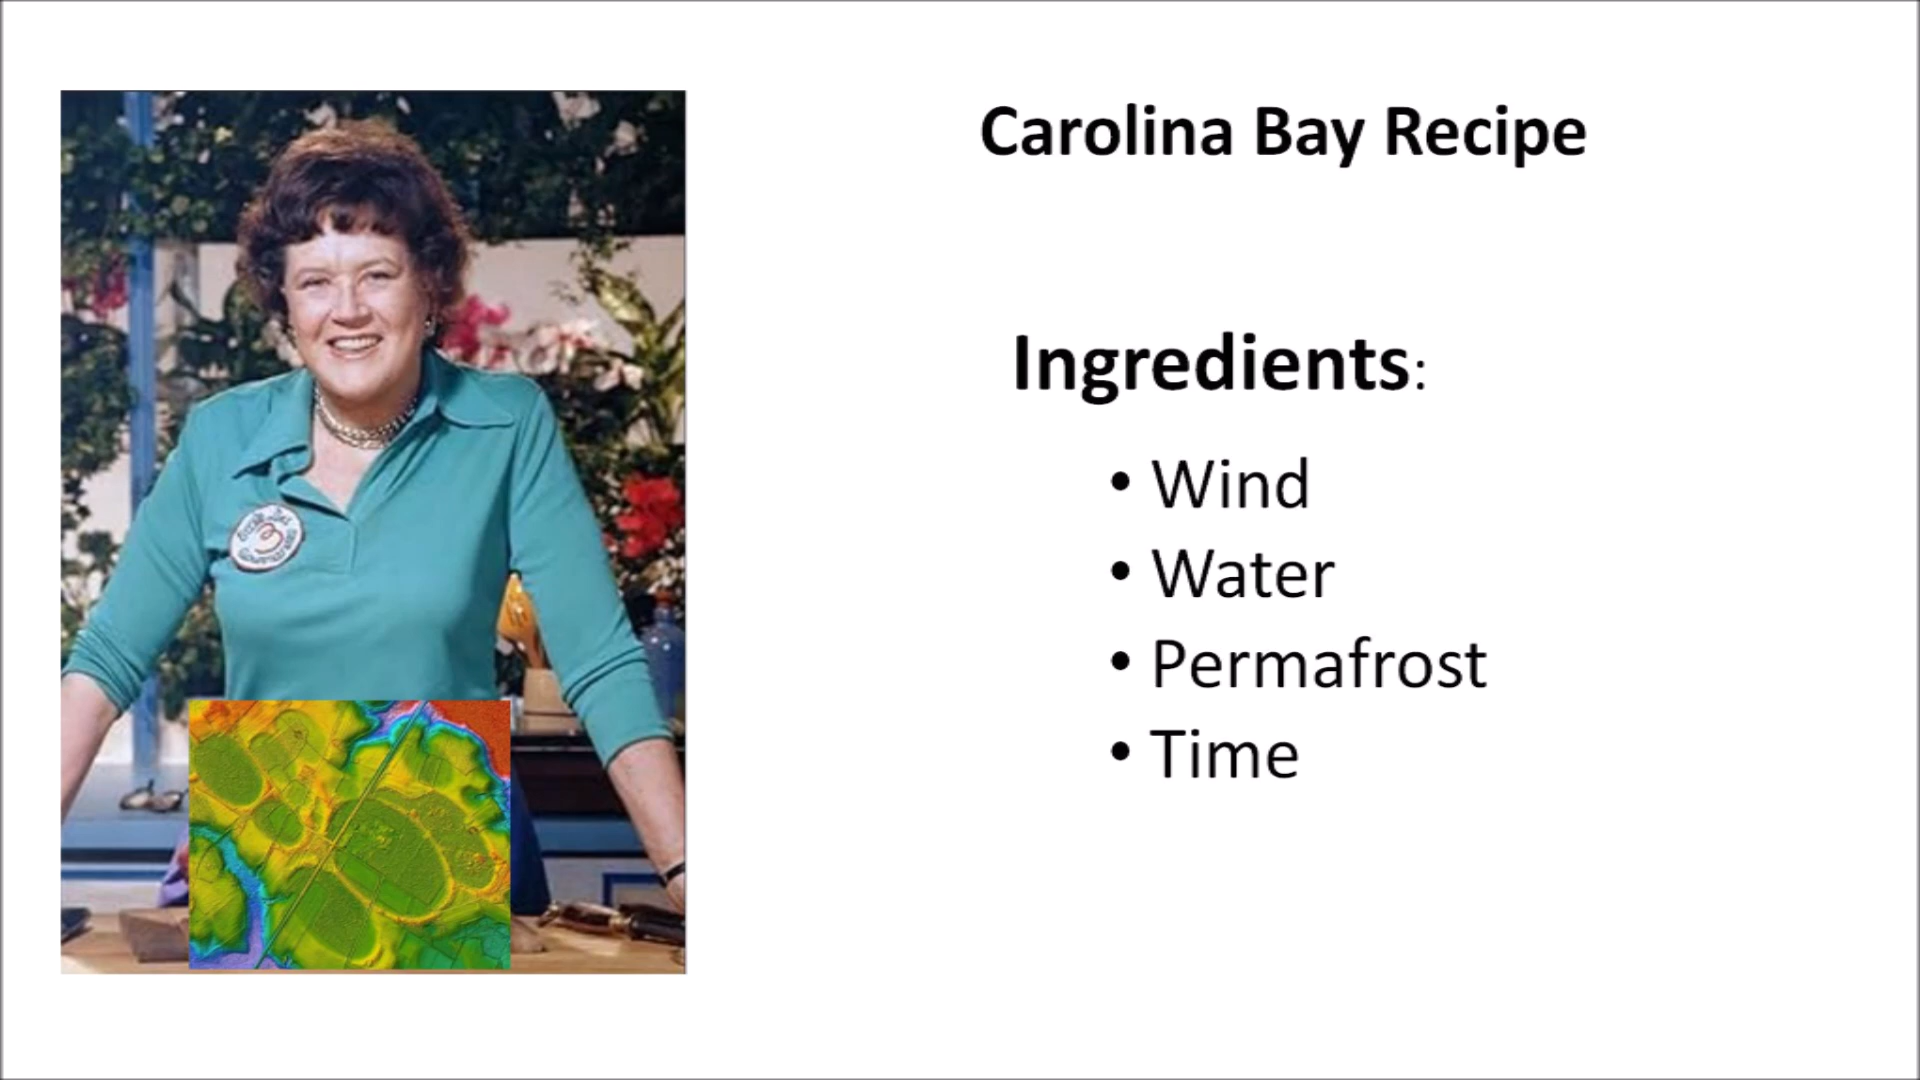 Carolina Bay Recipe
Ingredients:
• Wind
• Water
• Permafrost
• Time